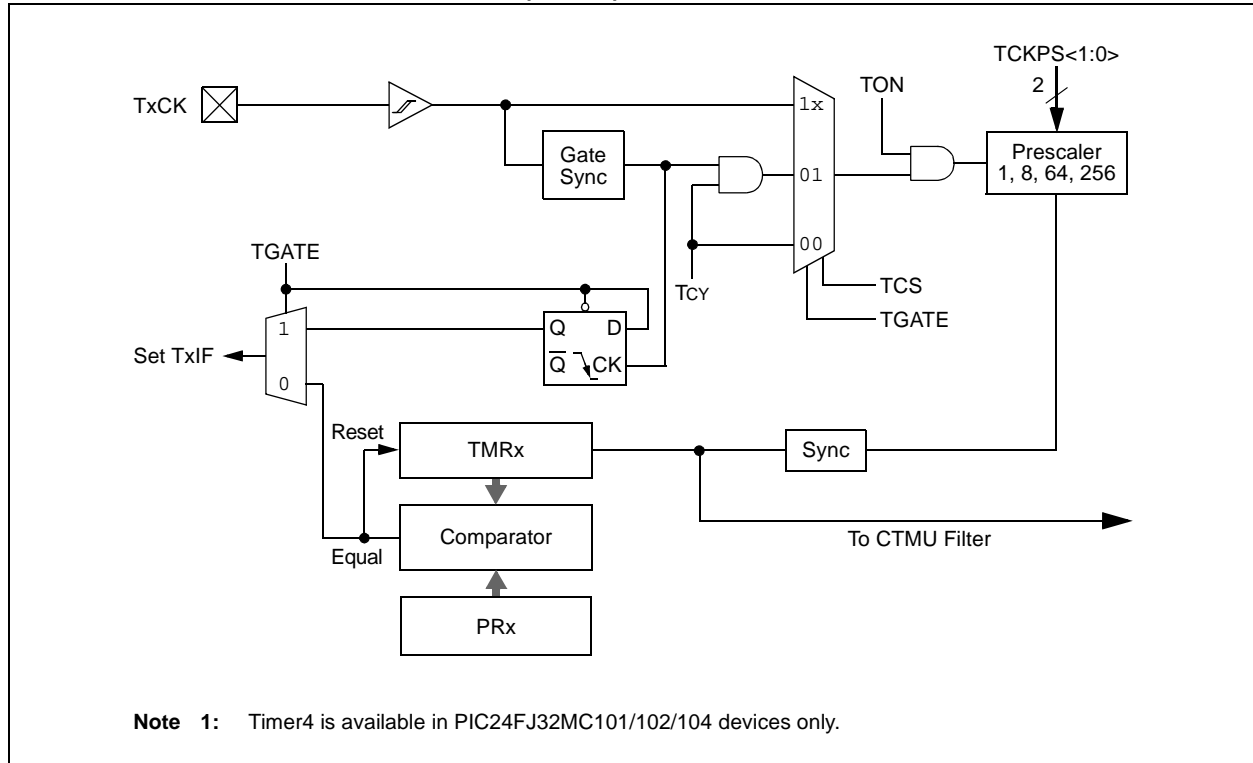 TCKPS<1:0>
2
TON
TxCK
1x
Prescaler
1, 8, 64, 256
Gate
Sync
01
00
TGATE
TCY
TCS
TGATE
1
Q D
Set TxIF
Q CK
0
Reset
TMRx
Sync
Comparator
To CTMU Filter
Equal
PRx
Note 1: Timer4 is available in PIC24FJ32MC101/102/104 devices only.